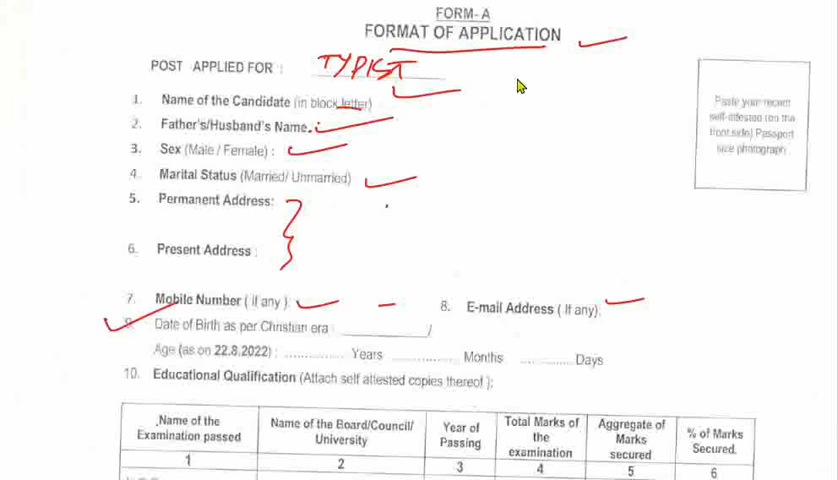 FORM-A
FORMAT OF APPLICATION
POST APPLIED FOR : TYPIST
1. Name of the Candidate (in block letter)
2. Father's/Husband's Name.:
3. Sex (Male / Female) :
4. Marital Status (Married/ Unmarried)
5. Permanent Address:
Paste your recent
self-attested (on the
front side) Passport
size photograph
6. Present Address :
7. Mobile Number ( if any ):
8. E-mail Address ( If any):
9. Date of Birth as per Christian era : ____________ /
Age (as on 22.8.2022) : ................ Years ................ Months ............. Days
10. Educational Qualification (Attach self attested copies thereof ):
Name of the Examination passed | Name of the Board/Council/ University | Year of Passing | Total Marks of the examination | Aggregate of Marks secured | % of Marks Secured.
1 2 3 4 5 6